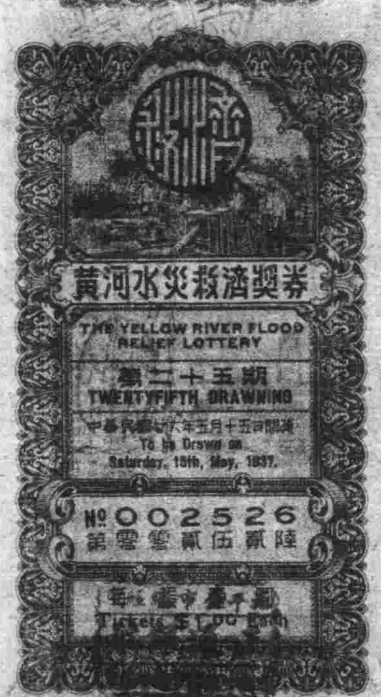 黃河水災救濟獎券
THE YELLOW RIVER FLOOD
RELIEF LOTTERY
第二十五期
TWENTYFIFTH DRAWNING
中華民國廿六年五月十五日開獎
To be Drawn on
Saturday, 15th, May, 1937.
Nº 002526
第零零貳伍貳陸
Tickets $1.00 Each